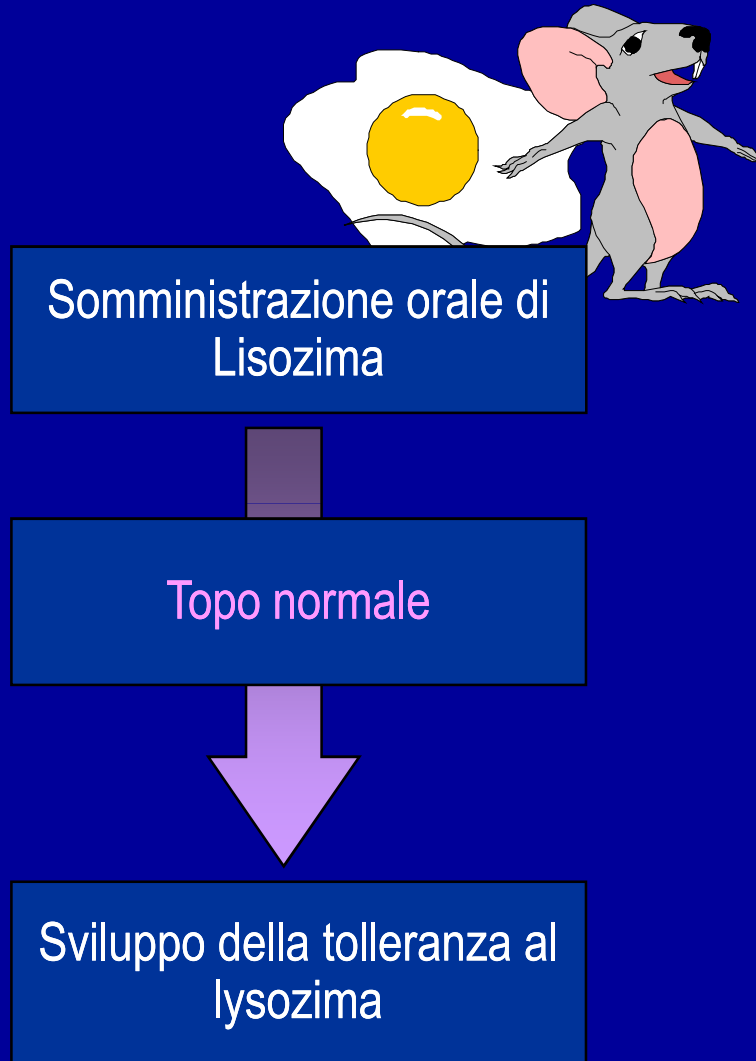 Somministrazione orale di
Lisozima
Topo normale
Sviluppo della tolleranza al
lysozima